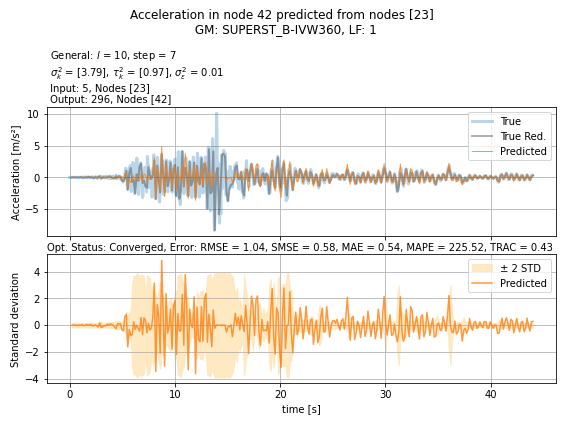 Acceleration in node 42 predicted from nodes [23]
GM: SUPERST_B-IVW360, LF: 1
General: l = 10, step = 7
σ²ₖ = [3.79], τ²ₖ = [0.97], σ²ε = 0.01
Input: 5, Nodes [23]
Output: 296, Nodes [42]
Acceleration [m/s²]
10
5
0
−5
True
True Red.
Predicted
Opt. Status: Converged, Error: RMSE = 1.04, SMSE = 0.58, MAE = 0.54, MAPE = 225.52, TRAC = 0.43
Standard deviation
4
2
0
−2
−4
± 2 STD
Predicted
0 10 20 30 40
time [s]